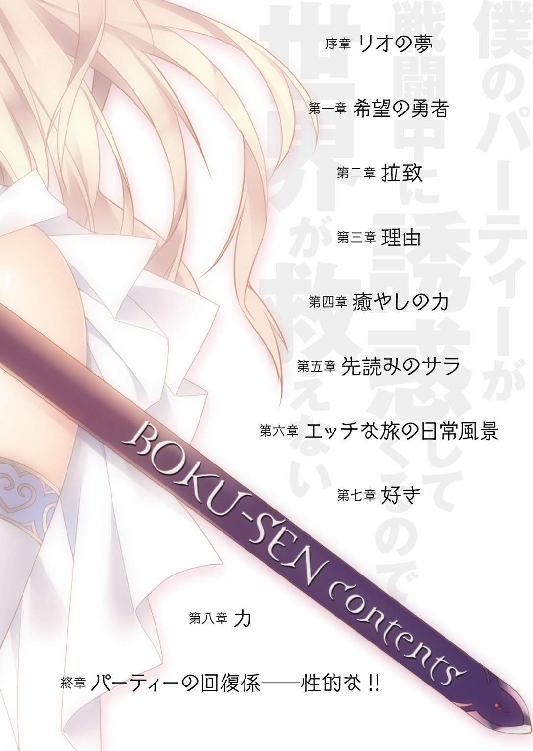 僕のパーティーが
戦闘中に誘惑してくるので
世界が救えない
序章 リオの夢
第一章 希望の勇者
第二章 拉致
第三章 理由
第四章 癒やしの力
第五章 先読みのサラ
第六章 エッチな旅の日常風景
第七章 好き
BOKU-SEN contents
第八章 力
終章 パーティーの回復係――性的な!!